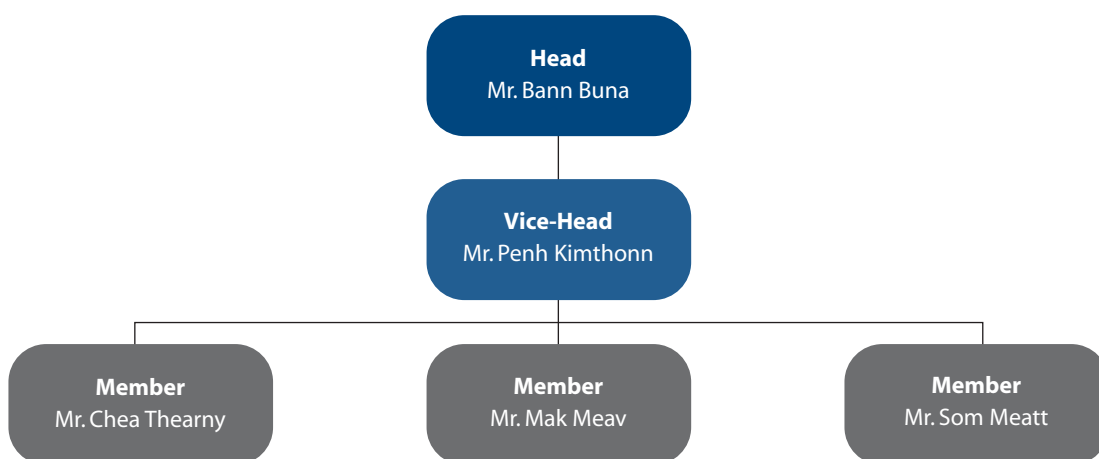 Head
Mr. Bann Buna
Vice-Head
Mr. Penh Kimthonn
Member
Mr. Chea Thearny
Member
Mr. Mak Meav
Member
Mr. Som Meatt